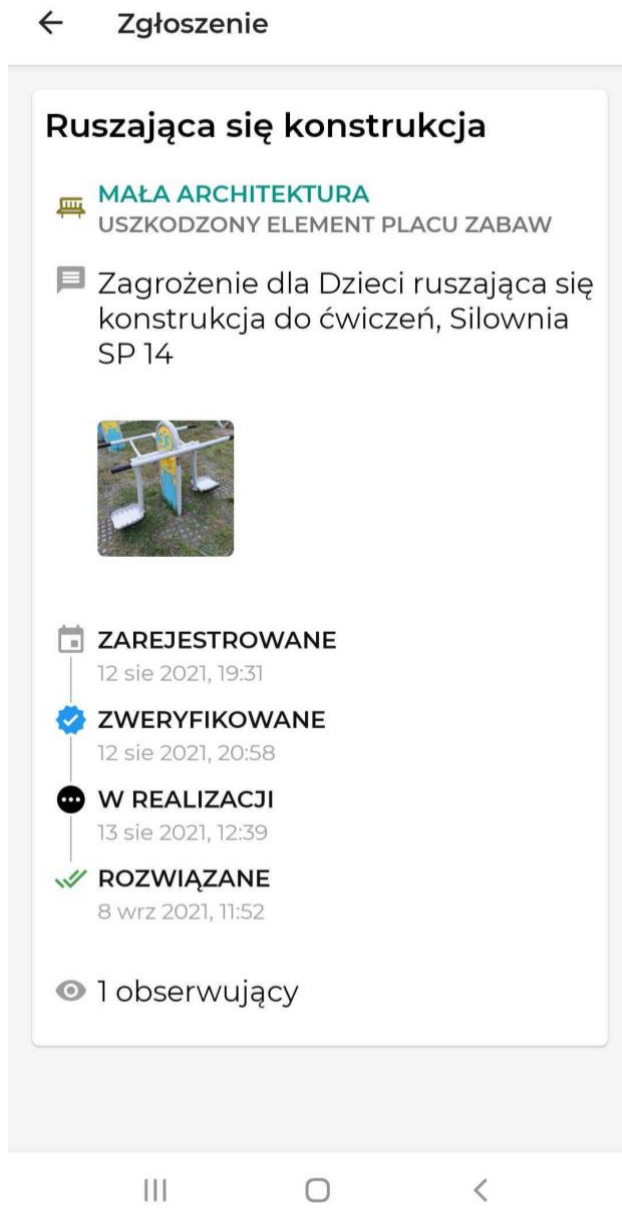 Zgłoszenie
Ruszająca się konstrukcja
MAŁA ARCHITEKTURA
USZKODZONY ELEMENT PLACU ZABAW
Zagrożenie dla Dzieci ruszająca się
konstrukcja do ćwiczeń, Silownia
SP 14
ZAREJESTROWANE
12 sie 2021, 19:31
ZWERYFIKOWANE
12 sie 2021, 20:58
W REALIZACJI
13 sie 2021, 12:39
ROZWIĄZANE
8 wrz 2021, 11:52
1 obserwujący